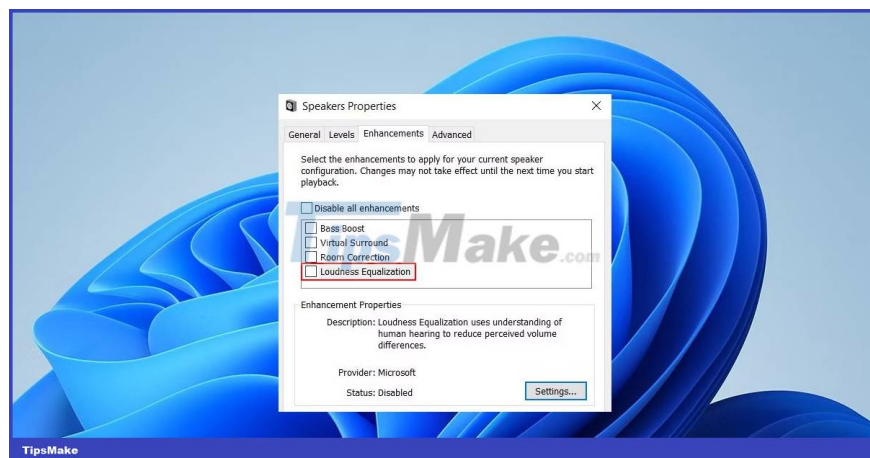 Speakers Properties
General Levels Enhancements Advanced
Select the enhancements to apply for your current speaker
configuration. Changes may not take effect until the next time you start
playback.
Disable all enhancements
Bass Boost
Virtual Surround
Room Correction
Loudness Equalization
TipsMake.com
Enhancement Properties
Description: Loudness Equalization uses understanding of
human hearing to reduce perceived volume
differences.
Provider: Microsoft
Status: Disabled
Settings...
TipsMake